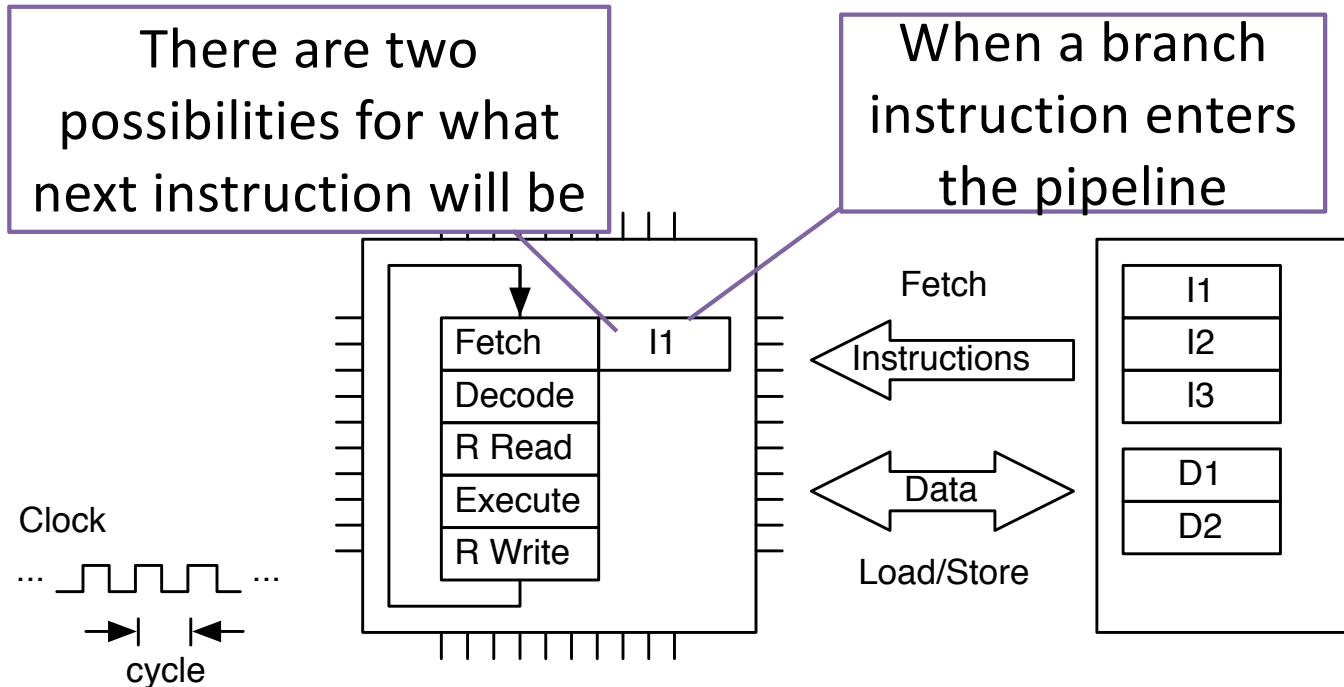 There are two
possibilities for what
next instruction will be
When a branch
instruction enters
the pipeline
Fetch I1
Decode
R Read
Execute
R Write
Fetch
Instructions
Data
Load/Store
I1
I2
I3
D1
D2
Clock
... ...
cycle